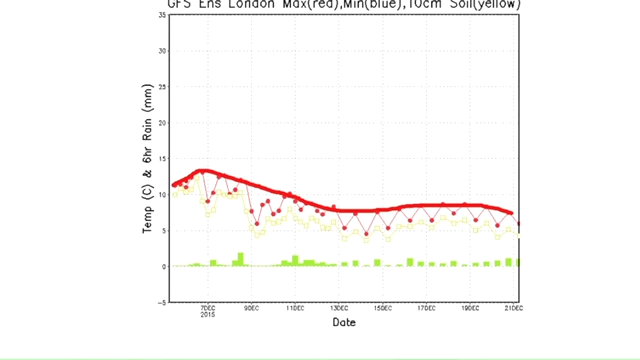 GFS Ens London Max(red),Min(blue),10cm Soil(yellow)
Temp (C) & 6hr Rain (mm)
35
30
25
20
15
10
5
0
-5
7DEC 9DEC 11DEC 13DEC 15DEC 17DEC 19DEC 21DEC
2015
Date